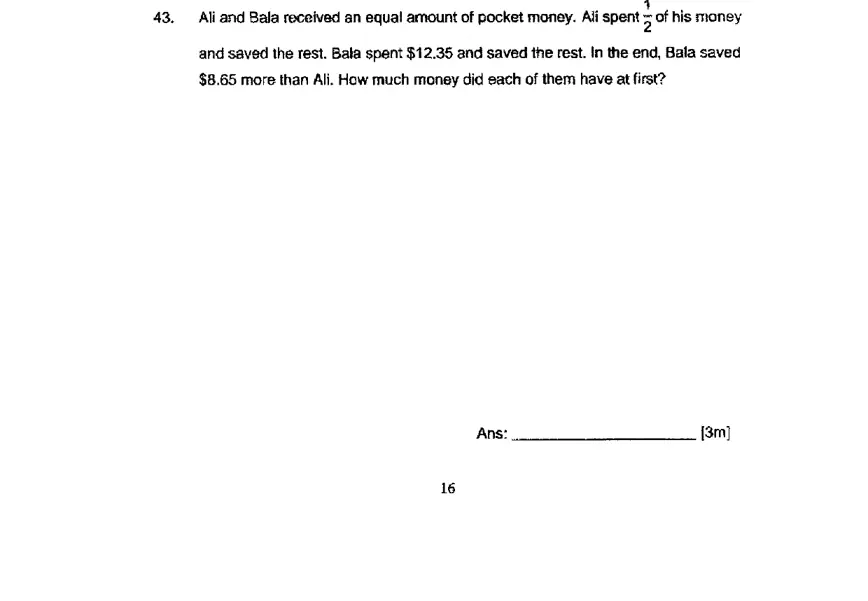 43. Ali and Bala received an equal amount of pocket money. Ali spent 1/2 of his money
and saved the rest. Bala spent $12.35 and saved the rest. In the end, Bala saved
$8.65 more than Ali. How much money did each of them have at first?
Ans: ____________________ [3m]
16